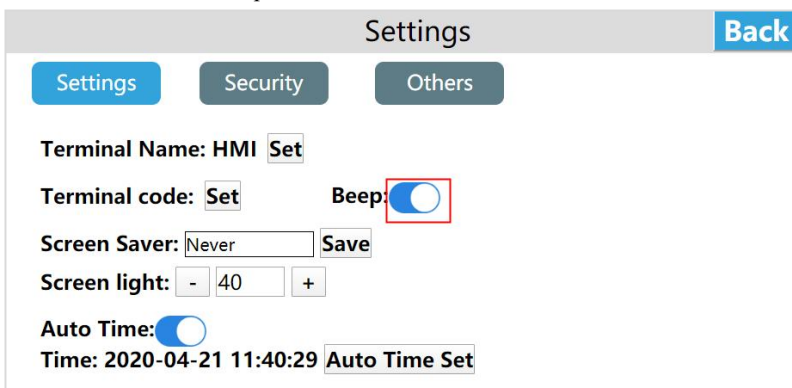 Settings Back
Settings Security Others
Terminal Name: HMI Set
Terminal code: Set Beep:
Screen Saver: Never Save
Screen light: - 40 +
Auto Time:
Time: 2020-04-21 11:40:29 Auto Time Set